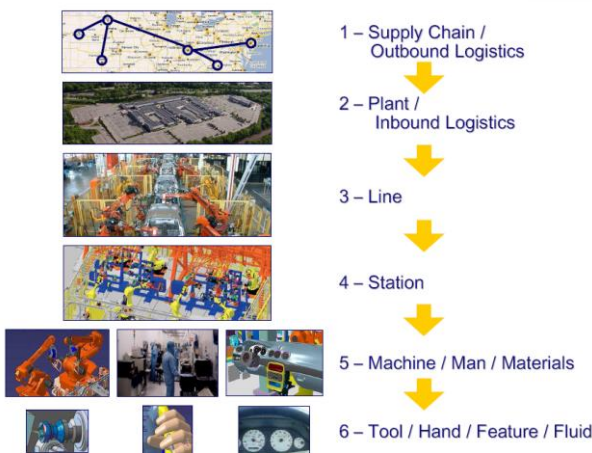 1 – Supply Chain /
Outbound Logistics
2 – Plant /
Inbound Logistics
3 – Line
4 – Station
5 – Machine / Man / Materials
6 – Tool / Hand / Feature / Fluid